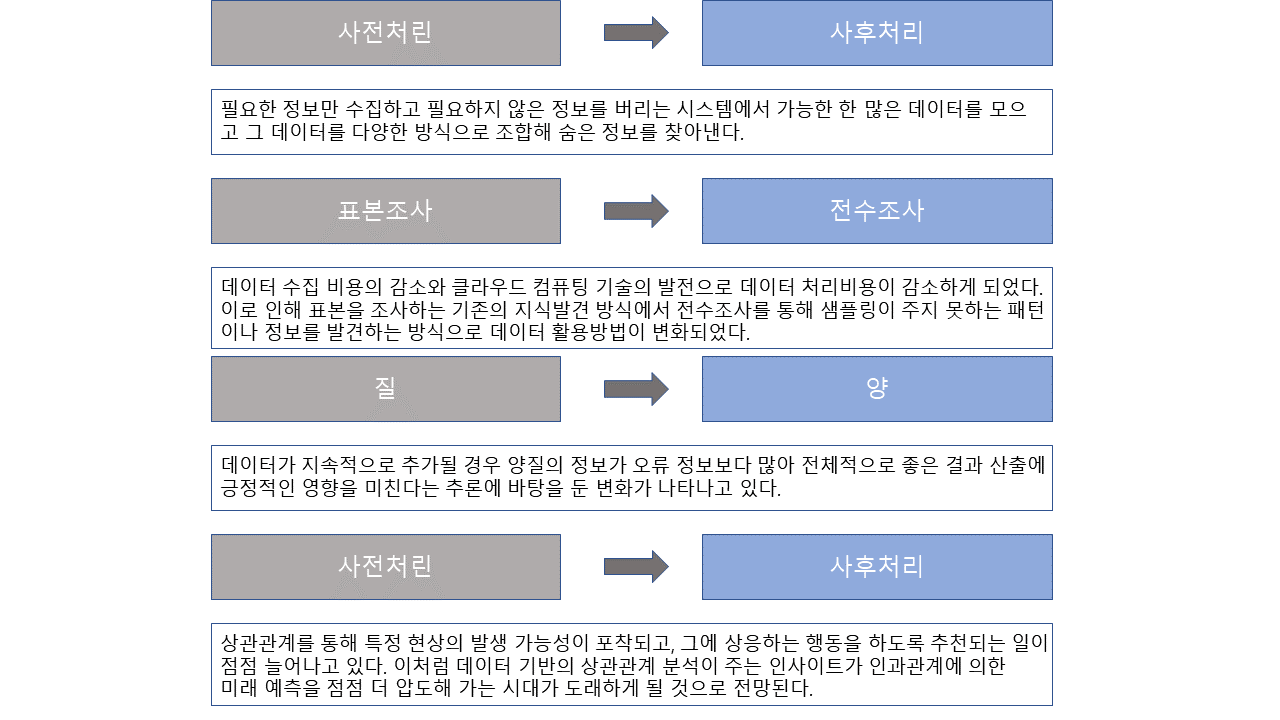 사전처린
사후처리
필요한 정보만 수집하고 필요하지 않은 정보를 버리는 시스템에서 가능한 한 많은 데이터를 모으
고 그 데이터를 다양한 방식으로 조합해 숨은 정보를 찾아낸다.
표본조사
전수조사
데이터 수집 비용의 감소와 클라우드 컴퓨팅 기술의 발전으로 데이터 처리비용이 감소하게 되었다.
이로 인해 표본을 조사하는 기존의 지식발견 방식에서 전수조사를 통해 샘플링이 주지 못하는 패턴
이나 정보를 발견하는 방식으로 데이터 활용방법이 변화되었다.
질
양
데이터가 지속적으로 추가될 경우 양질의 정보가 오류 정보보다 많아 전체적으로 좋은 결과 산출에
긍정적인 영향을 미친다는 추론에 바탕을 둔 변화가 나타나고 있다.
사전처린
사후처리
상관관계를 통해 특정 현상의 발생 가능성이 포착되고, 그에 상응하는 행동을 하도록 추천되는 일이
점점 늘어나고 있다. 이처럼 데이터 기반의 상관관계 분석이 주는 인사이트가 인과관계에 의한
미래 예측을 점점 더 압도해 가는 시대가 도래하게 될 것으로 전망된다.